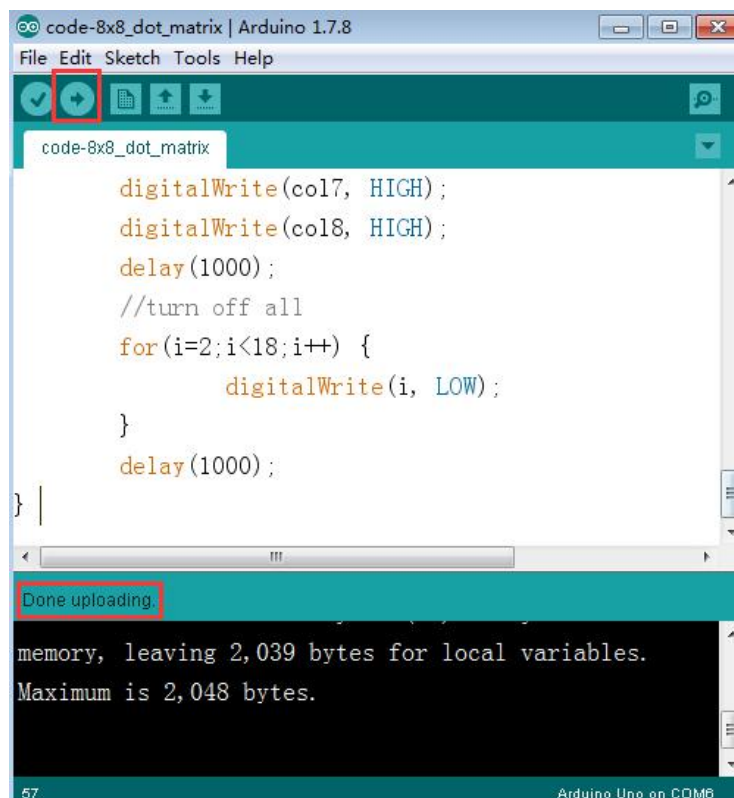 code-8x8_dot_matrix | Arduino 1.7.8
File Edit Sketch Tools Help
code-8x8_dot_matrix
digitalWrite(col7, HIGH);
digitalWrite(col8, HIGH);
delay(1000);
//turn off all
for(i=2;i<18;i++) {
digitalWrite(i, LOW);
}
delay(1000);
}
Done uploading.
memory, leaving 2,039 bytes for local variables.
Maximum is 2,048 bytes.
57
Arduino Uno on COM6